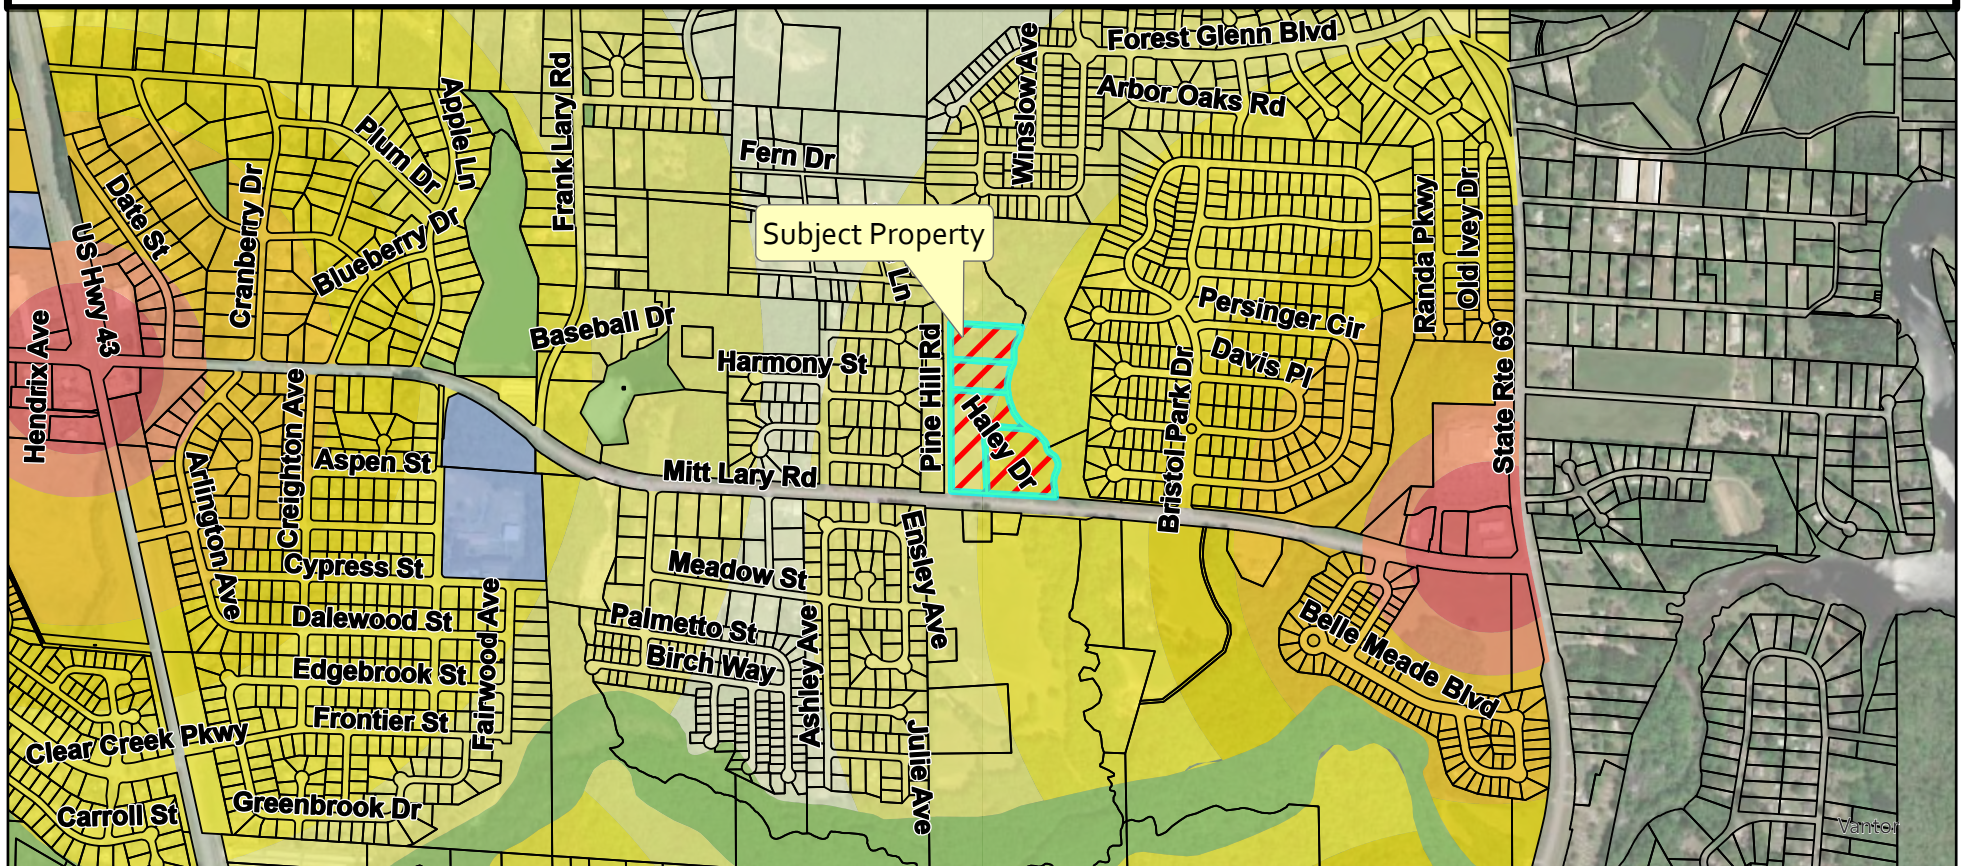 Forest Glenn Blvd
Winslow Ave
Arbor Oaks Rd
Apple Ln
Frank Lary Rd
Plum Dr
Fern Dr
Date St
Cranberry Dr
Blueberry Dr
Randa Pkwy
Old Ivey Dr
Subject Property
US Hwy 43
Ln
Persinger Cir
Baseball Dr
Hendrix Ave
Harmony St
Pine Hill Rd
Davis Pl
Bristol Park Dr
State Rte 69
Creighton Ave
Haley Dr
Aspen St
Mitt Lary Rd
Arlington Ave
Ensley Ave
Cypress St
Meadow St
Dalewood St
Fairwood Ave
Palmetto St
Ashley Ave
Belle Meade Blvd
Edgebrook St
Birch Way
Frontier St
Clear Creek Pkwy
Julie Ave
Greenbrook Dr
Carroll St
Vantor